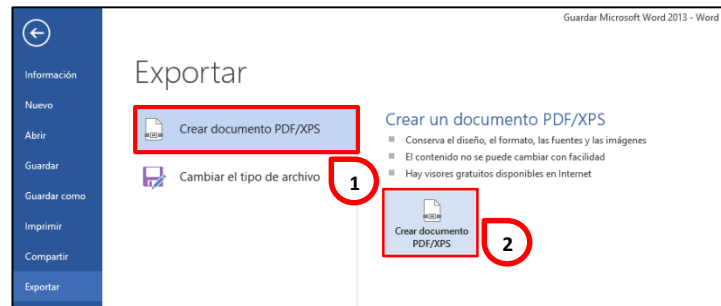 Guardar Microsoft Word 2013 - Word
Información
Nuevo
Abrir
Guardar
Guardar como
Imprimir
Compartir
Exportar
Exportar
Crear documento PDF/XPS
Cambiar el tipo de archivo
1
Crear un documento PDF/XPS
Conserva el diseño, el formato, las fuentes y las imágenes
El contenido no se puede cambiar con facilidad
Hay visores gratuitos disponibles en Internet
Crear documento
PDF/XPS
2